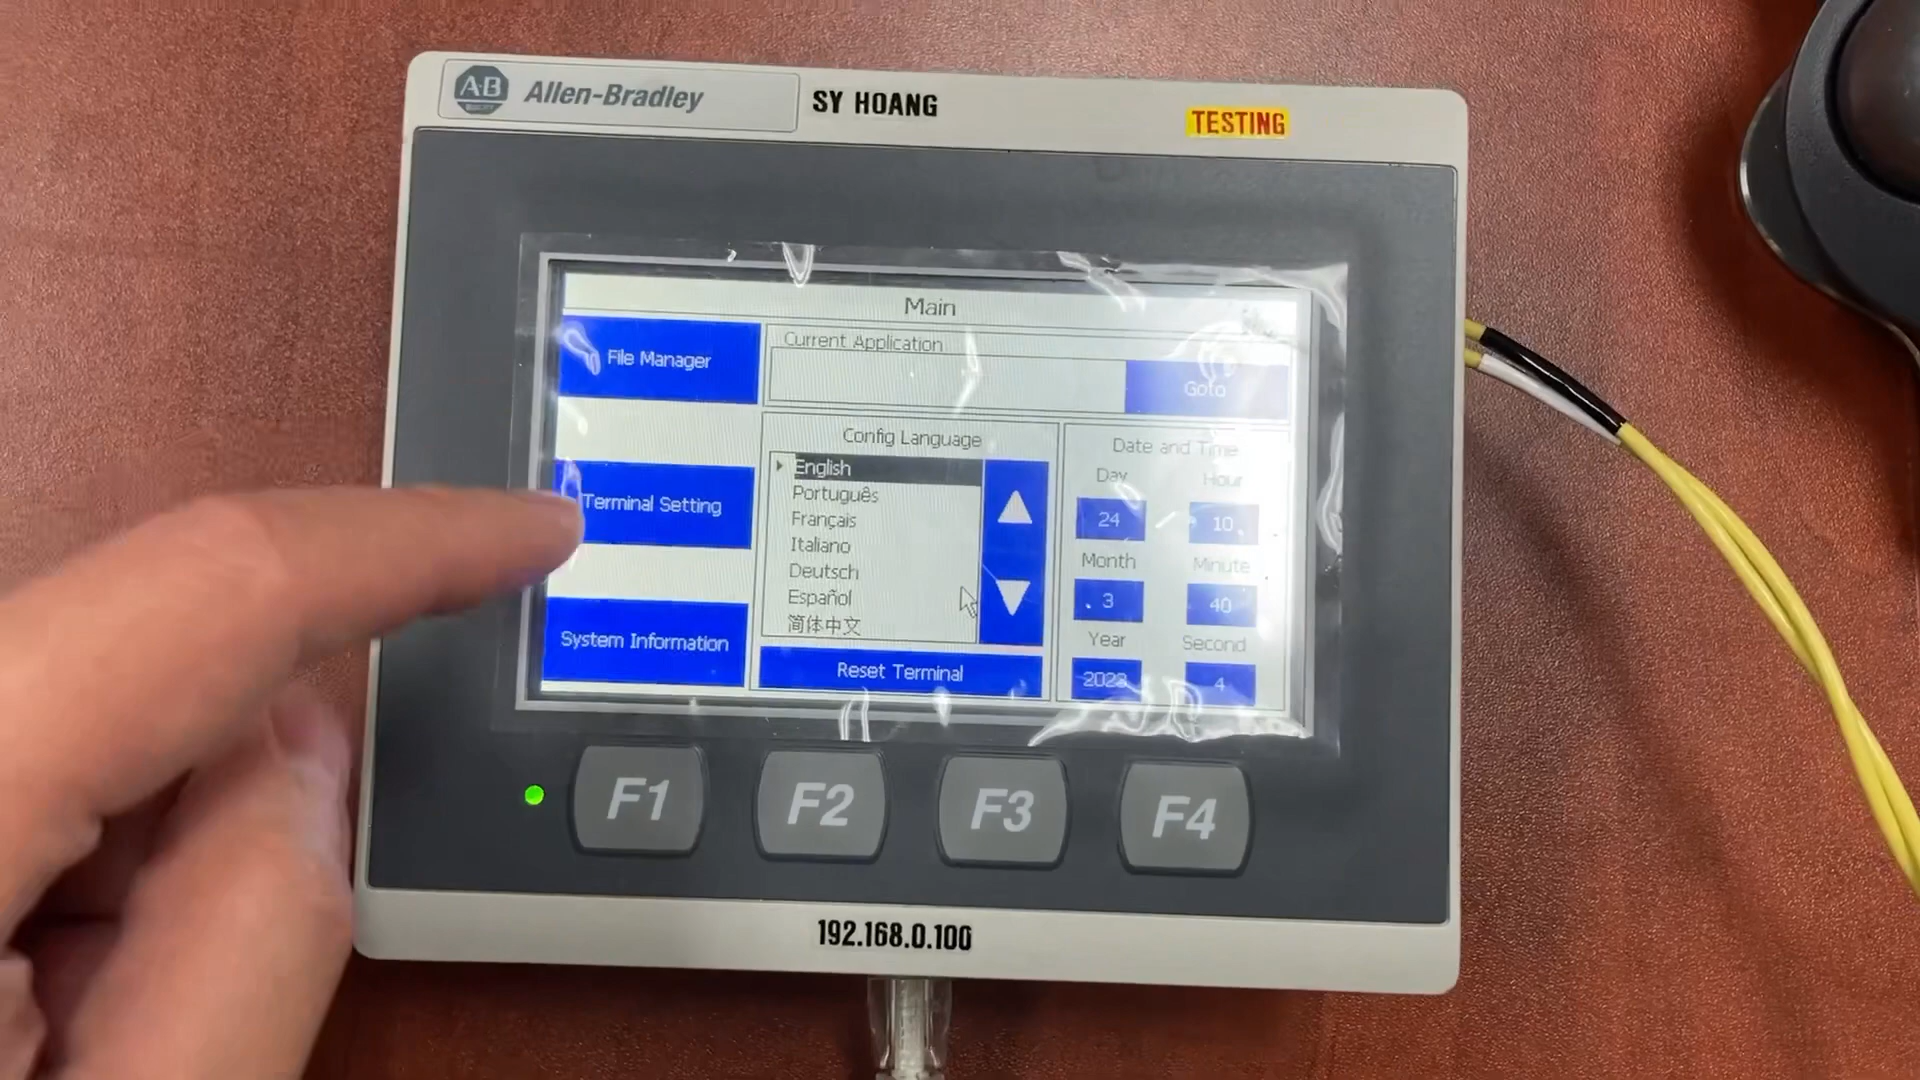 AB Allen-Bradley
SY HOANG
TESTING
Main
File Manager
Current Application
Goto
Terminal Setting
Config Language
English
Português
Français
Italiano
Deutsch
Español
简体中文
Reset Terminal
System Information
Date and Time
Day
Hour
24
10
Month
Minute
3
40
Year
Second
2023
4
F1
F2
F3
F4
192.168.0.100